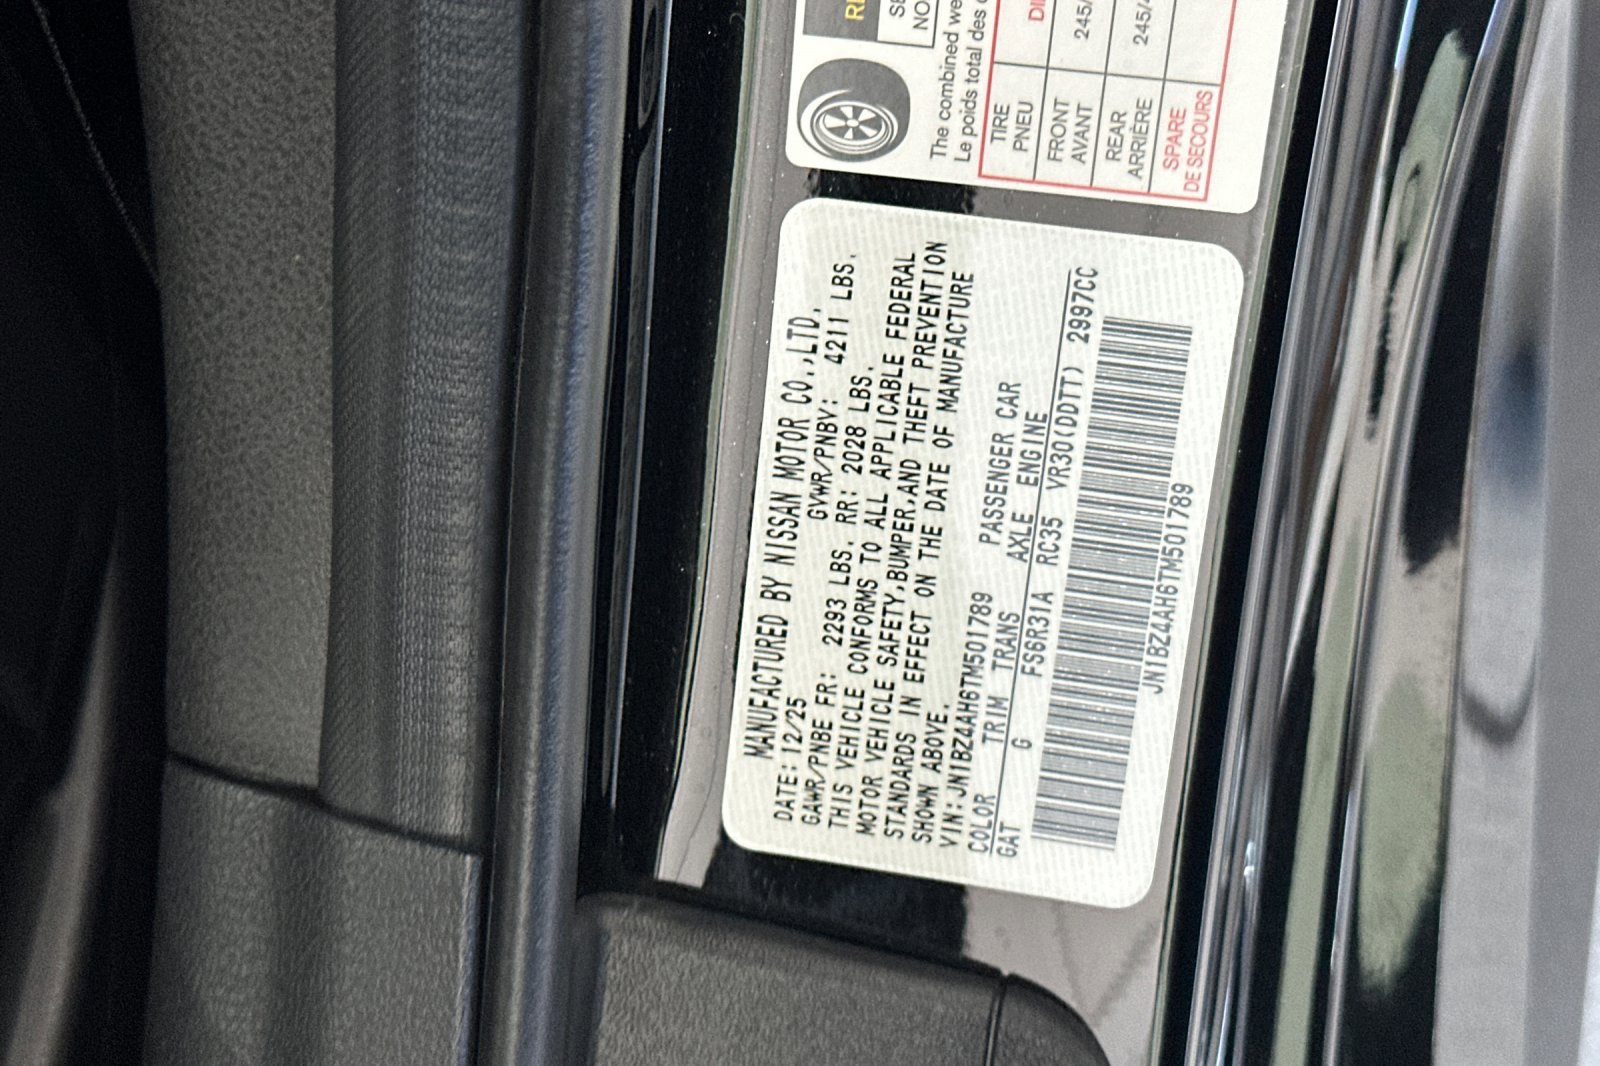 MANUFACTURED BY NISSAN MOTOR CO.,LTD.
DATE:12/25 GVWR/PNBV: 4211 LBS.
GAWR/PNBE FR: 2293 LBS. RR: 2028 LBS.
THIS VEHICLE CONFORMS TO ALL APPLICABLE FEDERAL
MOTOR VEHICLE SAFETY,BUMPER,AND THEFT PREVENTION
STANDARDS IN EFFECT ON THE DATE OF MANUFACTURE
SHOWN ABOVE.
VIN:JN1BZ4AH6TM501789 PASSENGER CAR
COLOR TRIM TRANS AXLE ENGINE
GAT G FS6R31A RC35 VR30(DDTT) 2997CC
JN1BZ4AH6TM501789
The combined
Le poids total des
TIRE
PNEU
FRONT
AVANT
245/
REAR
ARRIÈRE
245/4
SPARE
DE SECOURS